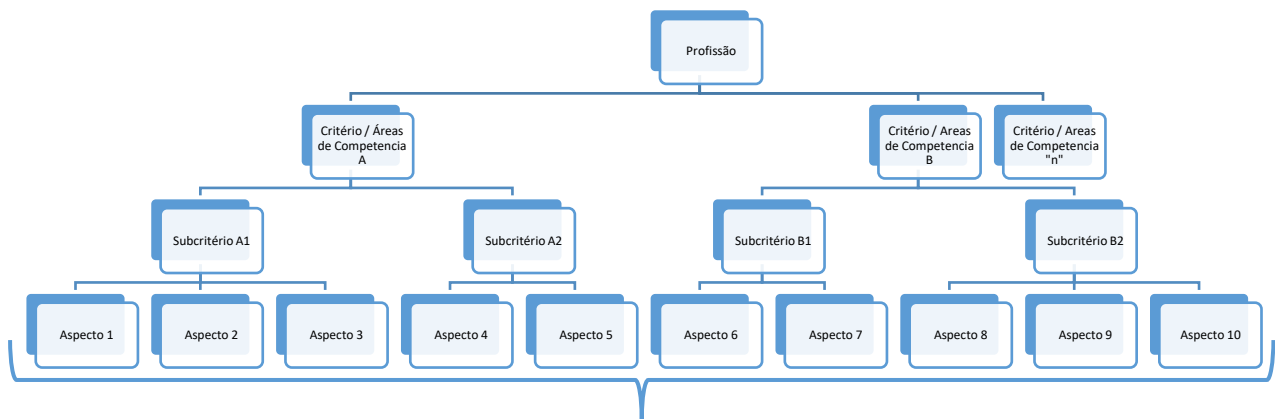 Profissão
Critério / Áreas
de Competencia
A
Critério / Areas
de Competencia
B
Critério / Areas
de Competencia
"n"
Subcritério A1
Subcritério A2
Subcritério B1
Subcritério B2
Aspecto 1
Aspecto 2
Aspecto 3
Aspecto 4
Aspecto 5
Aspecto 6
Aspecto 7
Aspecto 8
Aspecto 9
Aspecto 10